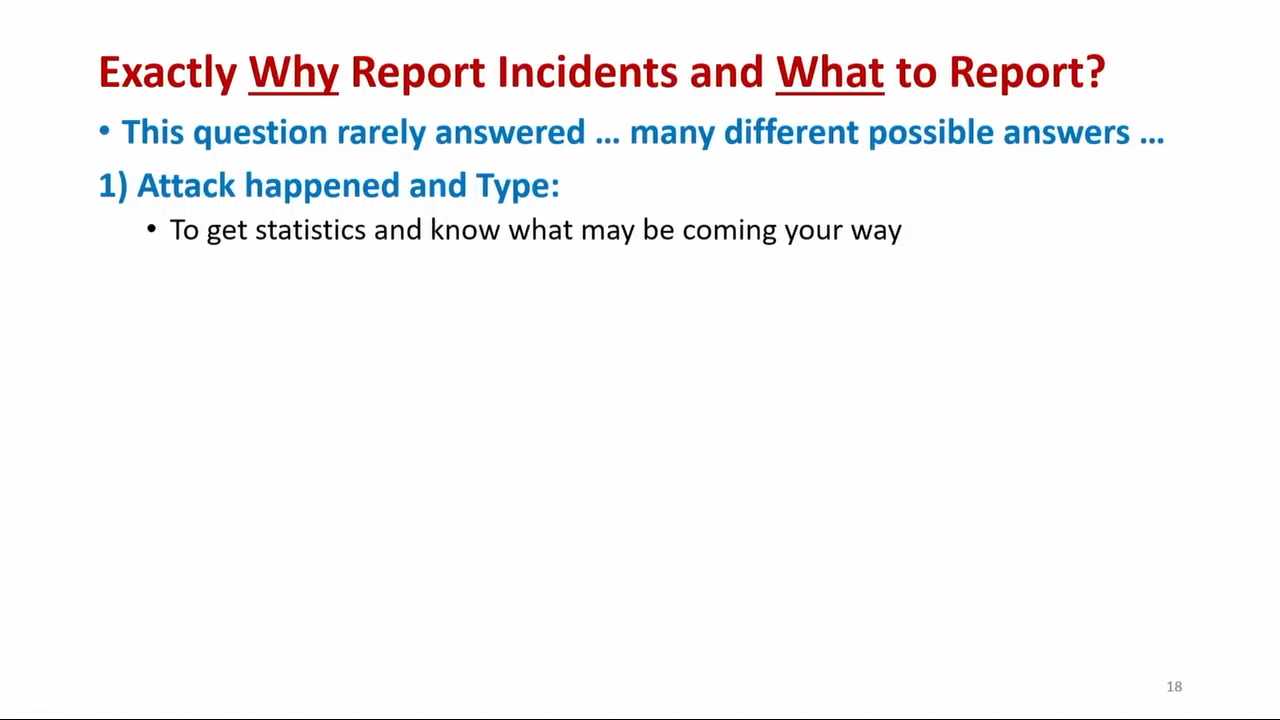 Exactly Why Report Incidents and What to Report?
• This question rarely answered ... many different possible answers ...
1) Attack happened and Type:
• To get statistics and know what may be coming your way
18